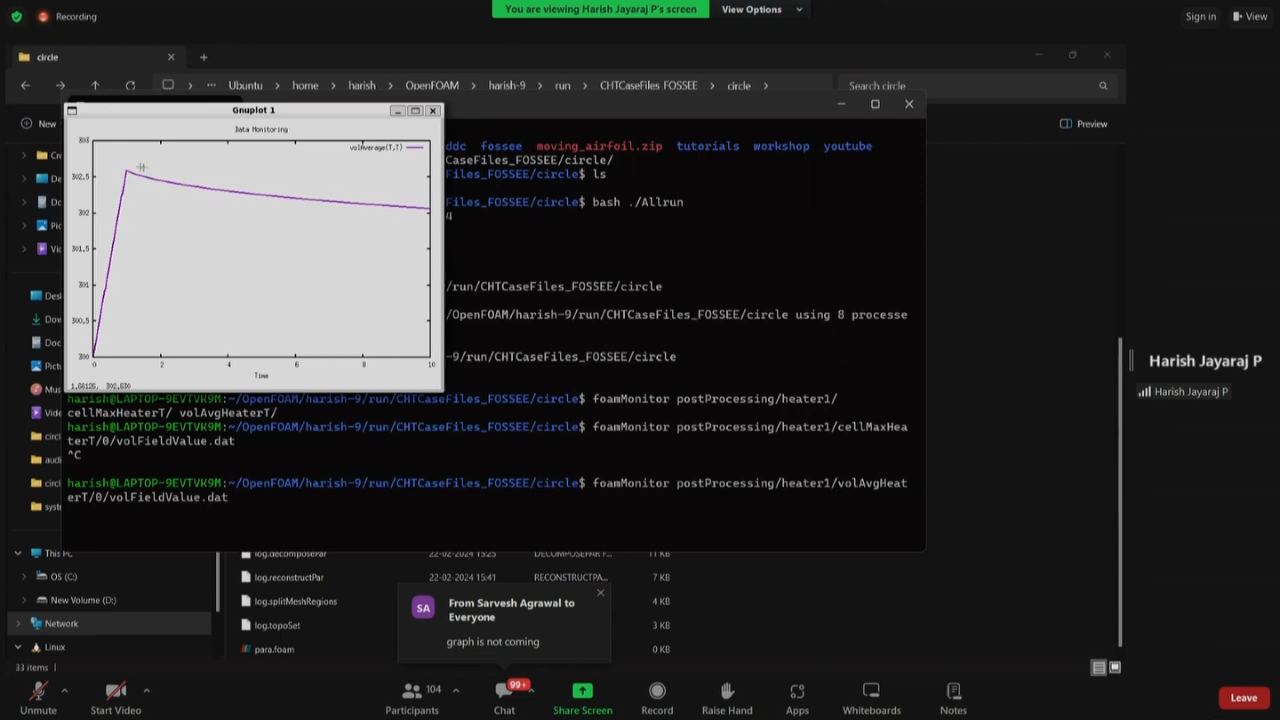 Recording
You are viewing Harish Jayaraj P's screen
View Options
Sign in
View
circle
Ubuntu
home
harish
OpenFOAM
harish-9
run
CHTCaseFiles_FOSSEE
circle
Search circle
New
Preview
Gnuplot 1
Data Monitoring
volAverage(T,T)
303
302.5
302
301.5
301
300.5
300
0
2
4
6
8
10
Time
ddc fossee moving_airfoil.zip tutorials workshop youtube
CaseFiles_FOSSEE/circle/
Files_FOSSEE/circle$ ls
Files_FOSSEE/circle$ bash ./Allrun
/run/CHTCaseFiles_FOSSEE/circle
/OpenFOAM/harish-9/run/CHTCaseFiles_FOSSEE/circle using 8 processe
-9/run/CHTCaseFiles_FOSSEE/circle
harish@LAPTOP-9EVTVK9M:~/OpenFOAM/harish-9/run/CHTCaseFiles_FOSSEE/circle$ foamMonitor postProcessing/heater1/
cellMaxHeaterT/ volAvgHeaterT/
harish@LAPTOP-9EVTVK9M:~/OpenFOAM/harish-9/run/CHTCaseFiles_FOSSEE/circle$ foamMonitor postProcessing/heater1/cellMaxHea
terT/0/volFieldValue.dat
^C
harish@LAPTOP-9EVTVK9M:~/OpenFOAM/harish-9/run/CHTCaseFiles_FOSSEE/circle$ foamMonitor postProcessing/heater1/volAvgHeat
erT/0/volFieldValue.dat
Harish Jayaraj P
Harish Jayaraj P
This PC
OS (C:)
New Volume (D:)
Network
Linux
log.decomposePar 22-02-2024 15:25 DECOMPOSEPAR F... 11 KB
log.reconstructPar 22-02-2024 15:41 RECONSTRUCTPA... 7 KB
log.splitMeshRegions 4 KB
log.topoSet 3 KB
para.foam 0 KB
SA
From Sarvesh Agrawal to
Everyone
graph is not coming
33 items
Unmute
Start Video
104
Participants
99+
Chat
Share Screen
Record
Raise Hand
Apps
Whiteboards
Notes
Leave